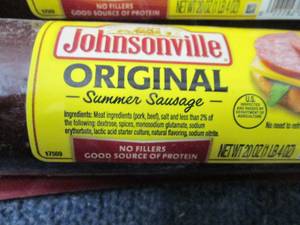 NO FILLERS
GOOD SOURCE OF PROTEIN
NET WT 20 OZ (1 LB 4 OZ)
Johnsonville
ORIGINAL
Summer Sausage
U.S.
INSPECTED
AND PASSED BY
DEPARTMENT OF
AGRICULTURE
Ingredients: Meat ingredients (pork, beef), salt and less than 2% of
the following: dextrose, spices, monosodium glutamate, sodium
erythorbate, lactic acid starter culture, natural flavoring, sodium nitrite.
No need to
NO FILLERS
GOOD SOURCE OF PROTEIN
NET WT 20 OZ (1 LB 4 OZ)